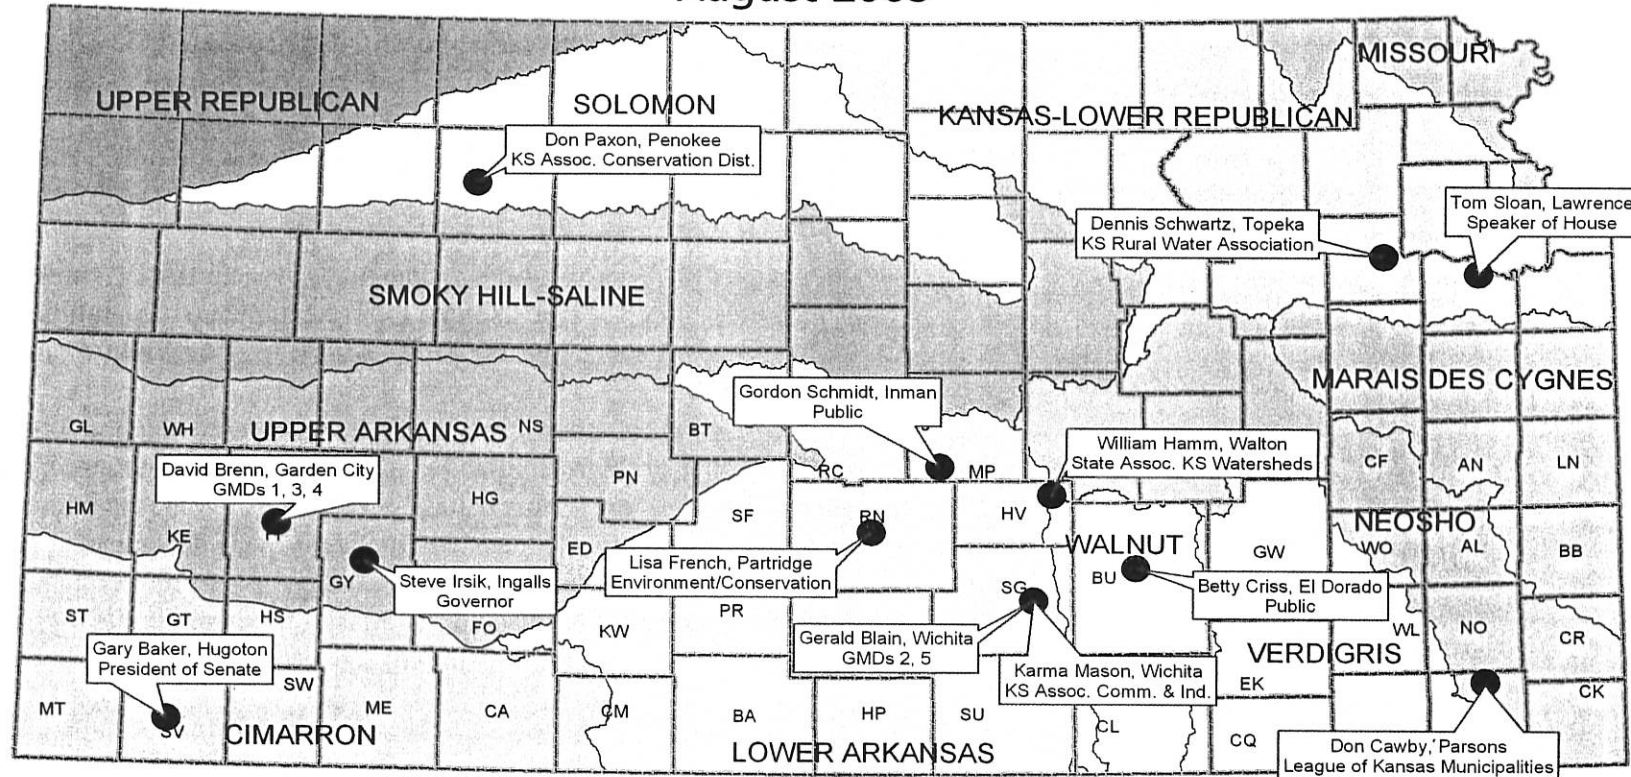 UPPER REPUBLICAN
SOLOMON
KANSAS-LOWER REPUBLICAN
MISSOURI
Don Paxon, Penokee
KS Assoc. Conservation Dist.
Dennis Schwartz, Topeka
KS Rural Water Association
Tom Sloan, Lawrence
Speaker of House
SMOKY HILL-SALINE
MARAIS DES CYGNES
Gordon Schmidt, Inman
Public
GL
WH
UPPER ARKANSAS
NS
BT
William Hamm, Walton
State Assoc. KS Watersheds
David Brenn, Garden City
GMDs 1, 3, 4
RC
MP
CF
AN
LN
HM
KE
HG
PN
SF
RN
HV
NEOSHO
WO
AL
BB
GY
ED
Steve Irsik, Ingalls
Governor
Lisa French, Partridge
Environment/Conservation
WALNUT
BU
GW
Betty Criss, El Dorado
Public
ST
GT
HS
FO
KW
PR
SG
WL
NO
CR
Gary Baker, Hugoton
President of Senate
Gerald Blain, Wichita
GMDs 2, 5
Karma Mason, Wichita
KS Assoc. Comm. & Ind.
VERDIGRIS
MT
SV
SW
CIMARRON
ME
CA
CM
BA
HP
SU
LOWER ARKANSAS
CL
EK
CQ
CK
Don Cawby, Parsons
League of Kansas Municipalities